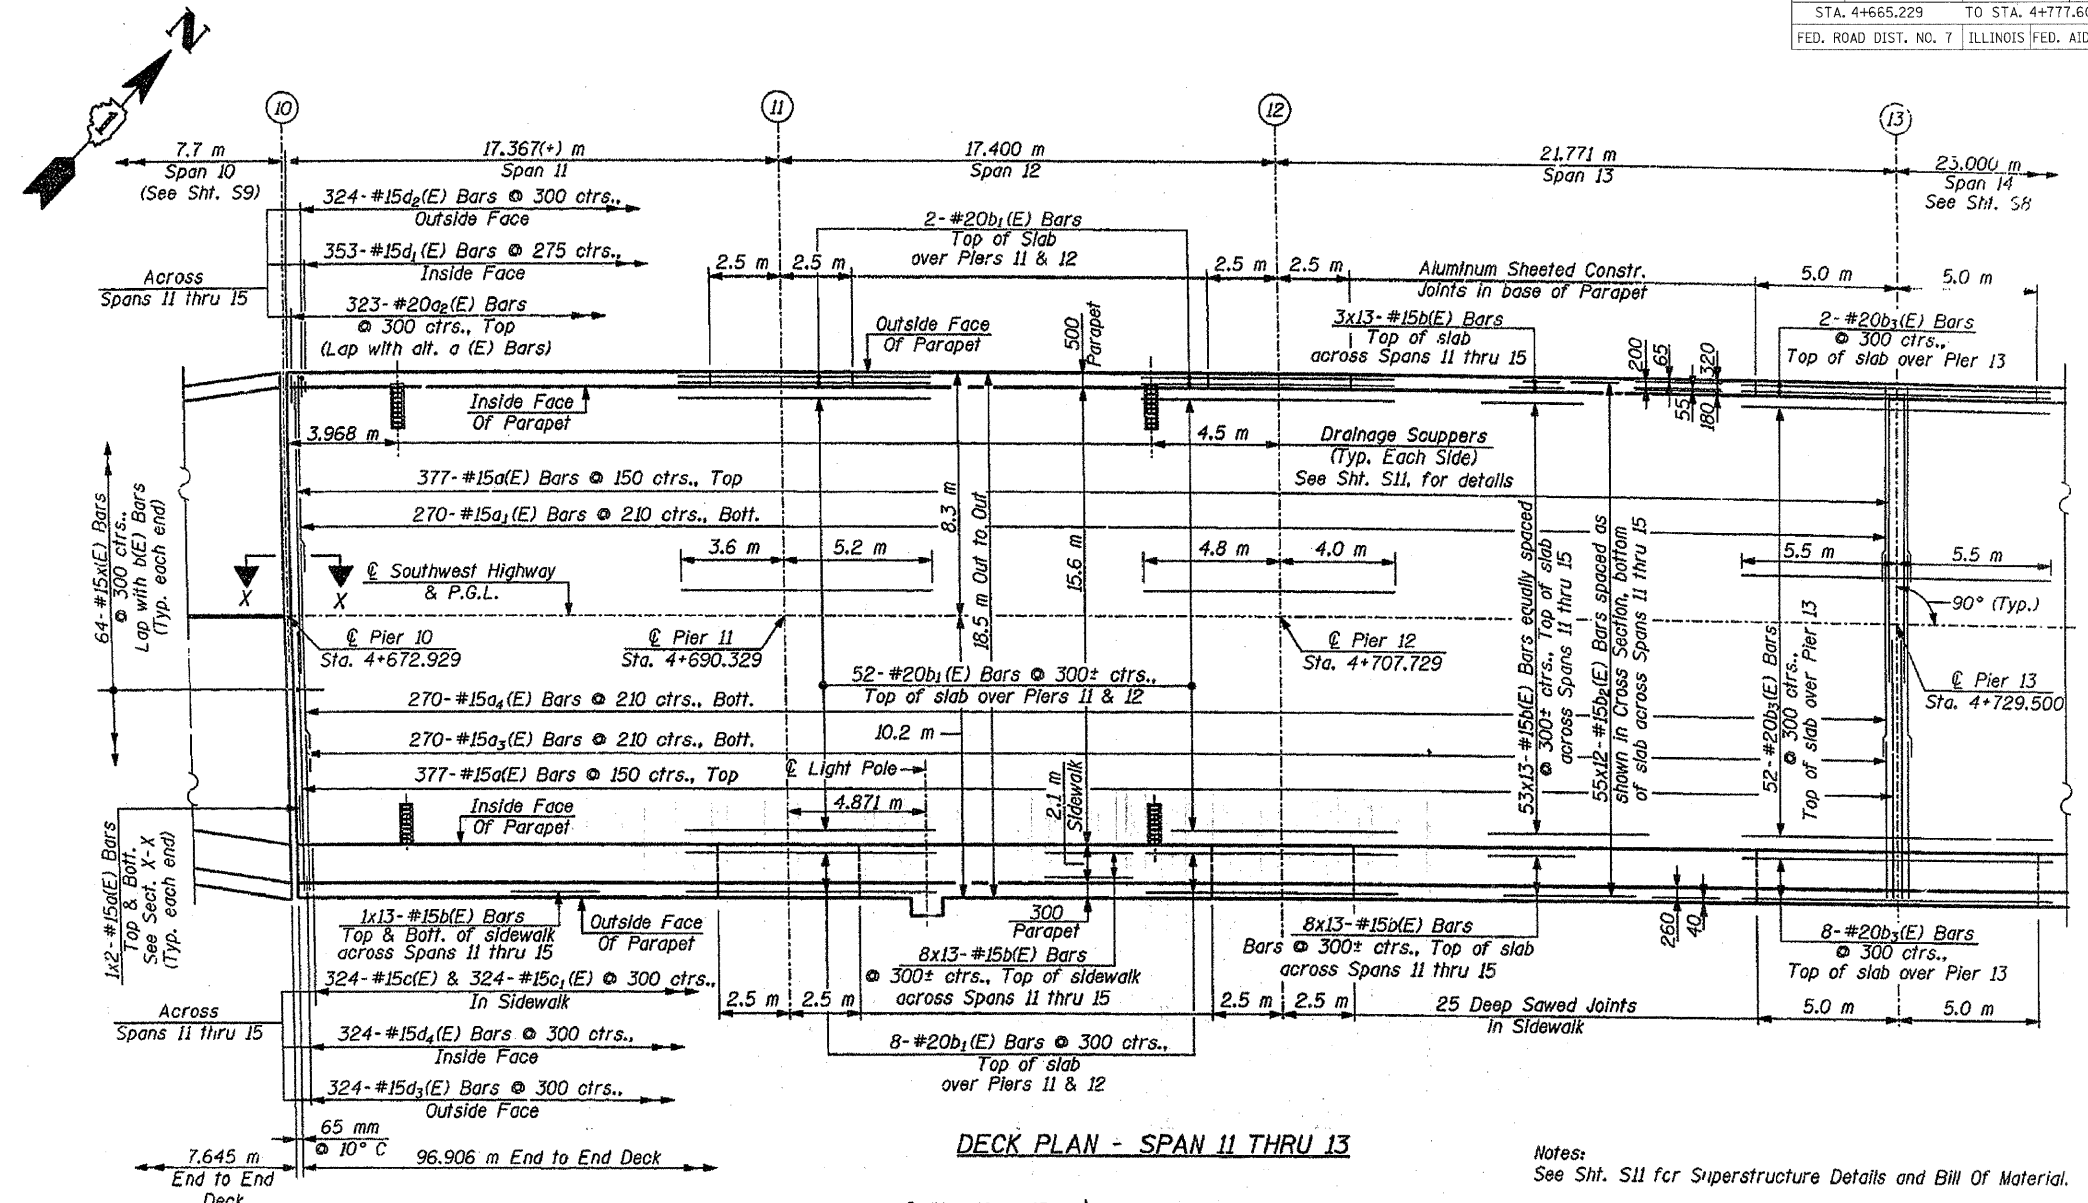 STA. 4+665.229 TO STA. 4+777.60
FED. ROAD DIST. NO. 7 ILLINOIS FED. AID
N
10
11
12
13
7.7 m
Span 10
(See Sht. S9)
17.367(+) m
Span 11
17.400 m
Span 12
21.771 m
Span 13
23.000 m
Span 14
See Sht. S8
324-#15d2(E) Bars @ 300 ctrs.,
Outside Face
353-#15d1(E) Bars @ 275 ctrs.,
Inside Face
Across
Spans 11 thru 15
323-#20a2(E) Bars
@ 300 ctrs., Top
(Lap with alt. a (E) Bars)
2-#20b1(E) Bars
Top of Slab
over Piers 11 & 12
2.5 m
2.5 m
2.5 m
2.5 m
Aluminum Sheeted Constr.
Joints in base of Parapet
5.0 m
5.0 m
Outside Face
Of Parapet
500
Parapet
3x13-#15b(E) Bars
Top of slab
across Spans 11 thru 15
200
65
320
55
180
2-#20b3(E) Bars
@ 300 ctrs.,
Top of slab over Pier 13
Inside Face
Of Parapet
3.968 m
4.5 m
Drainage Scuppers
(Typ. Each Side)
See Sht. S11, for details
377-#15a(E) Bars @ 150 ctrs., Top
270-#15a1(E) Bars @ 210 ctrs., Bott.
64-#15x(E) Bars
@ 300 ctrs.,
Lap with b(E) Bars
(Typ. each end)
8.3 m
18.5 m Out to Out
15.6 m
3.6 m
5.2 m
4.8 m
4.0 m
5.5 m
5.5 m
X
X
℄ Southwest Highway
& P.G.L.
90° (Typ.)
℄ Pier 10
Sta. 4+672.929
℄ Pier 11
Sta. 4+690.329
℄ Pier 12
Sta. 4+707.729
℄ Pier 13
Sta. 4+729.500
53x13-#15b(E) Bars equally spaced
@ 300± ctrs., Top of slab
across Spans 11 thru 15
55x12-#15b2(E) Bars spaced as
shown in Cross Section, bottom
of slab across Spans 11 thru 15
52-#20b3(E) Bars
@ 300 ctrs.,
Top of slab over Pier 13
52-#20b1(E) Bars @ 300± ctrs.,
Top of slab over Piers 11 & 12
270-#15a4(E) Bars @ 210 ctrs., Bott.
10.2 m
270-#15a3(E) Bars @ 210 ctrs., Bott.
℄ Light Pole
377-#15a(E) Bars @ 150 ctrs., Top
4.871 m
2.1 m
Sidewalk
Inside Face
Of Parapet
1x2-#15a(E) Bars
Top & Bott.
See Sect. X-X
(Typ. each end)
1x13-#15b(E) Bars
Top & Bott. of sidewalk
across Spans 11 thru 15
Outside Face
Of Parapet
300
Parapet
8x13-#15b(E) Bars
@ 300± ctrs., Top of sidewalk
across Spans 11 thru 15
8x13-#15b(E) Bars
Bars @ 300± ctrs., Top of slab
across Spans 11 thru 15
260
40
8-#20b3(E) Bars
@ 300 ctrs.,
Top of slab over Pier 13
324-#15c(E) & 324-#15c1(E) @ 300 ctrs.,
In Sidewalk
Across
Spans 11 thru 15
2.5 m
2.5 m
2.5 m
2.5 m
25 Deep Sawed Joints
in Sidewalk
5.0 m
5.0 m
324-#15d4(E) Bars @ 300 ctrs.,
Inside Face
8-#20b1(E) Bars @ 300 ctrs.,
Top of slab
over Piers 11 & 12
324-#15d3(E) Bars @ 300 ctrs.,
Outside Face
65 mm
@ 10° C
7.645 m
End to End
Deck
96.906 m End to End Deck
DECK PLAN - SPAN 11 THRU 13
Notes:
See Sht. S11 for Superstructure Details and Bill Of Material.